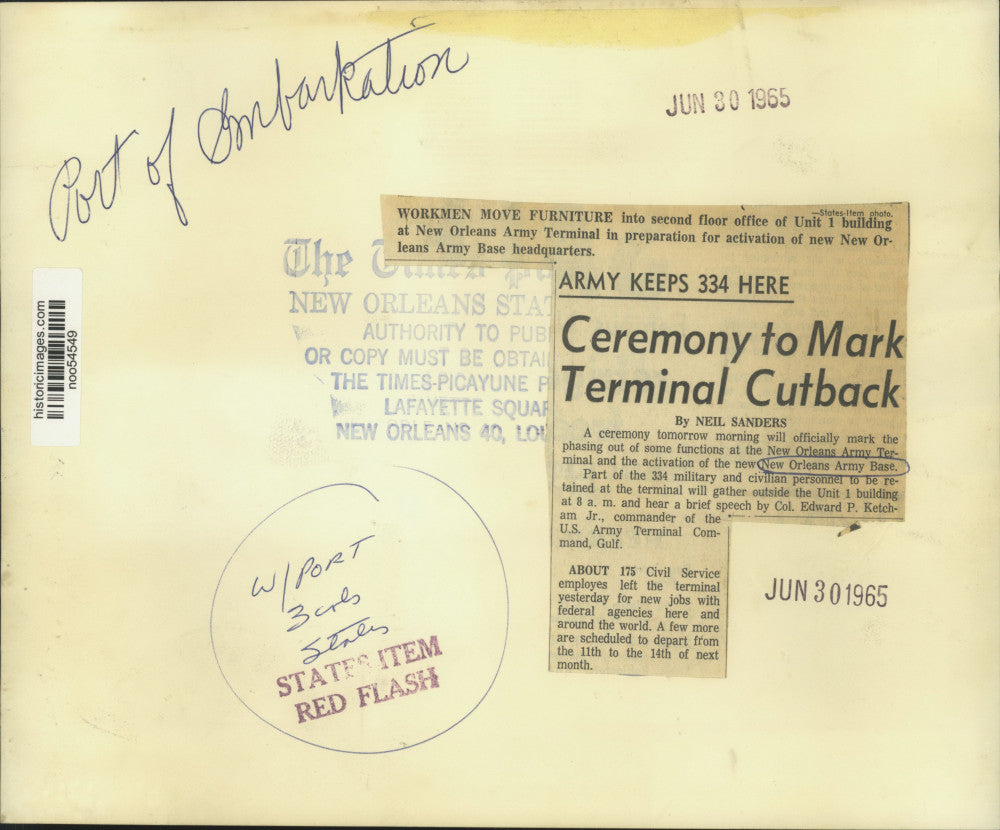 Port of Embarkation
JUN 30 1965
—States-Item photo.
WORKMEN MOVE FURNITURE into second floor office of Unit 1 building
at New Orleans Army Terminal in preparation for activation of new New Or-
leans Army Base headquarters.
The Times
NEW ORLEANS STAT
AUTHORITY TO PUB
OR COPY MUST BE OBTAI
THE TIMES-PICAYUNE P
LAFAYETTE SQUAR
NEW ORLEANS 40, LOU
historicimages.com
noo54549
ARMY KEEPS 334 HERE
Ceremony to Mark
Terminal Cutback
By NEIL SANDERS
A ceremony tomorrow morning will officially mark the
phasing out of some functions at the New Orleans Army Ter-
minal and the activation of the new New Orleans Army Base.
Part of the 334 military and civilian personnel to be re-
tained at the terminal will gather outside the Unit 1 building
at 8 a. m. and hear a brief speech by Col. Edward P. Ketch-
am Jr., commander of the
U.S. Army Terminal Com-
mand, Gulf.
ABOUT 175 Civil Service
employes left the terminal
yesterday for new jobs with
federal agencies here and
around the world. A few more
are scheduled to depart from
the 11th to the 14th of next
month.
W/PORT
3 cols
States
STATES ITEM
RED FLASH
JUN 30 1965